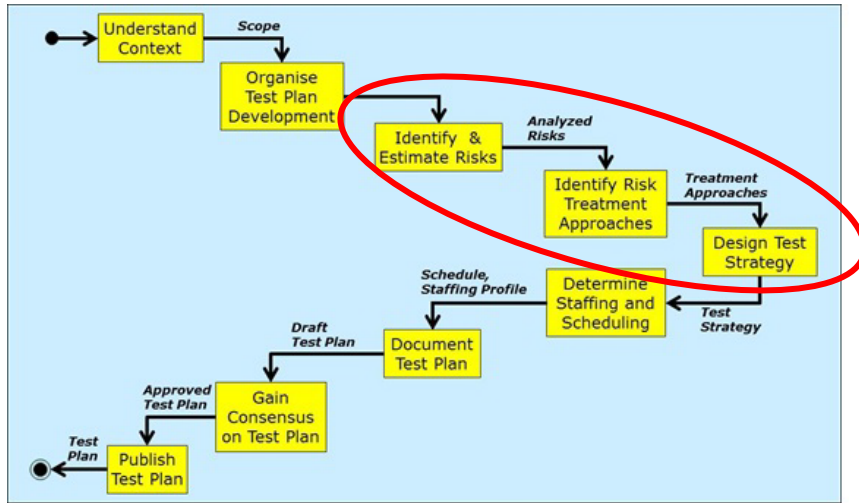 Understand
Context
Scope
Organise
Test Plan
Development
Identify &
Estimate Risks
Analyzed
Risks
Identify Risk
Treatment
Approaches
Treatment
Approaches
Design Test
Strategy
Test
Strategy
Determine
Staffing and
Scheduling
Schedule,
Staffing Profile
Document
Test Plan
Draft
Test Plan
Gain
Consensus
on Test Plan
Approved
Test Plan
Publish
Test Plan
Test
Plan